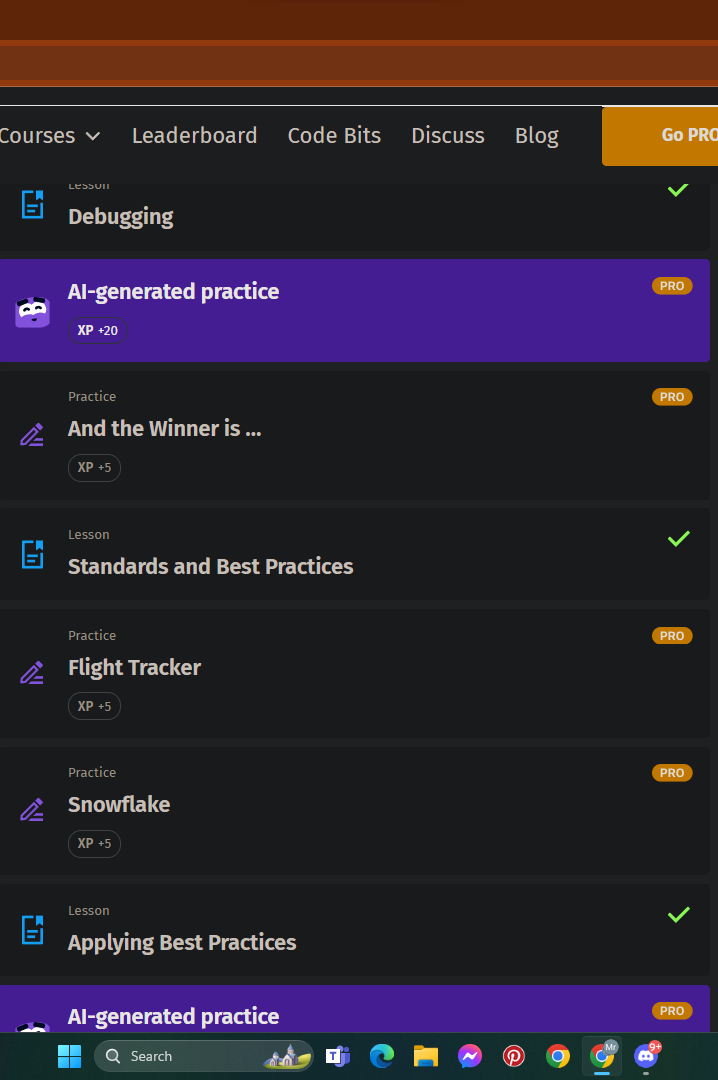 Courses
Leaderboard
Code Bits
Discuss
Blog
Go PRO
Lesson
Debugging
AI-generated practice
PRO
XP +20
Practice
PRO
And the Winner is ...
XP +5
Lesson
Standards and Best Practices
Practice
PRO
Flight Tracker
XP +5
Practice
PRO
Snowflake
XP +5
Lesson
Applying Best Practices
AI-generated practice
PRO
Search
T
Mr
9+